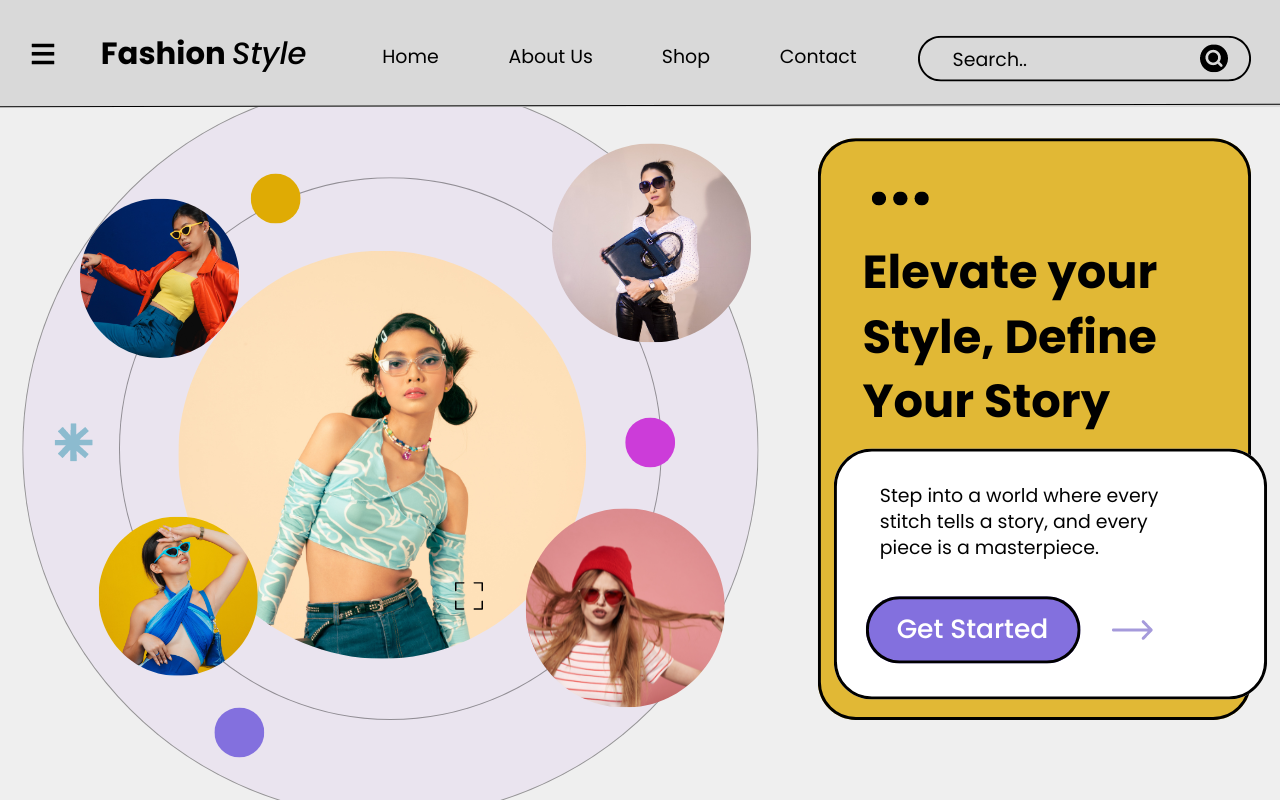 Fashion Style
Home
About Us
Shop
Contact
Search..
Elevate your
Style, Define
Your Story
Step into a world where every
stitch tells a story, and every
piece is a masterpiece.
Get Started